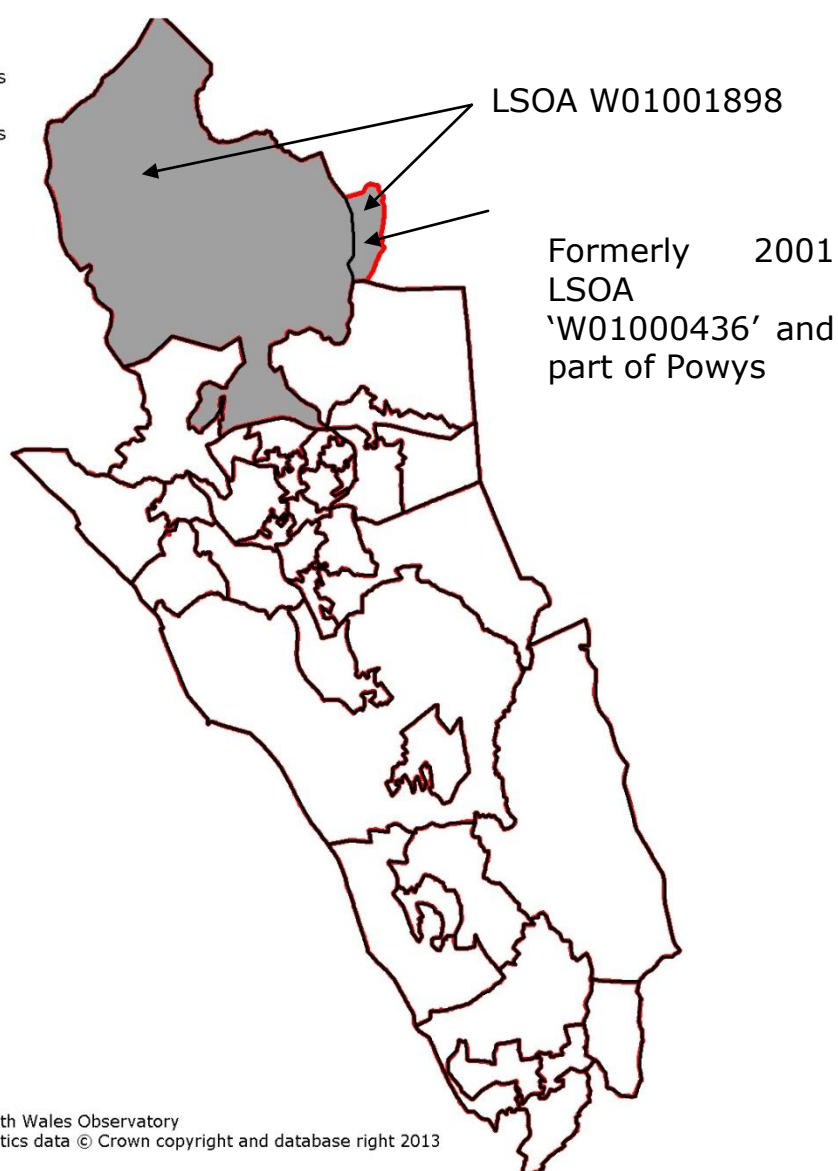 s
s
LSOA W01001898
Formerly 2001
LSOA
‘W01000436’ and
part of Powys
th Wales Observatory
tics data © Crown copyright and database right 2013